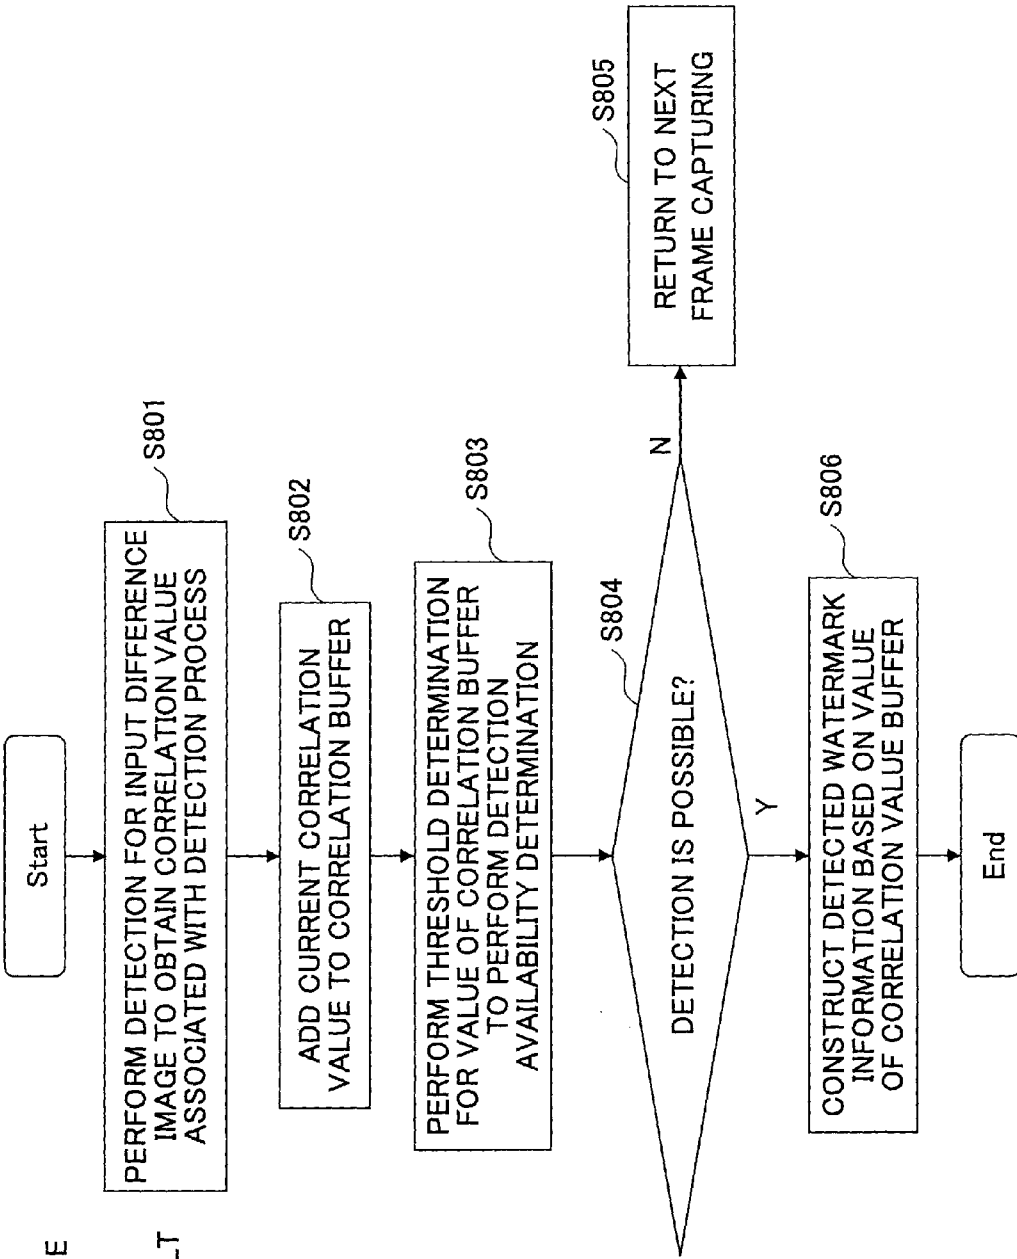 Start
S801
PERFORM DETECTION FOR INPUT DIFFERENCE
IMAGE TO OBTAIN CORRELATION VALUE
ASSOCIATED WITH DETECTION PROCESS
S802
ADD CURRENT CORRELATION
VALUE TO CORRELATION BUFFER
S803
PERFORM THRESHOLD DETERMINATION
FOR VALUE OF CORRELATION BUFFER
TO PERFORM DETECTION
AVAILABILITY DETERMINATION
S804
DETECTION IS POSSIBLE?
N
S805
RETURN TO NEXT
FRAME CAPTURING
Y
S806
CONSTRUCT DETECTED WATERMARK
INFORMATION BASED ON VALUE
OF CORRELATION VALUE BUFFER
End
E